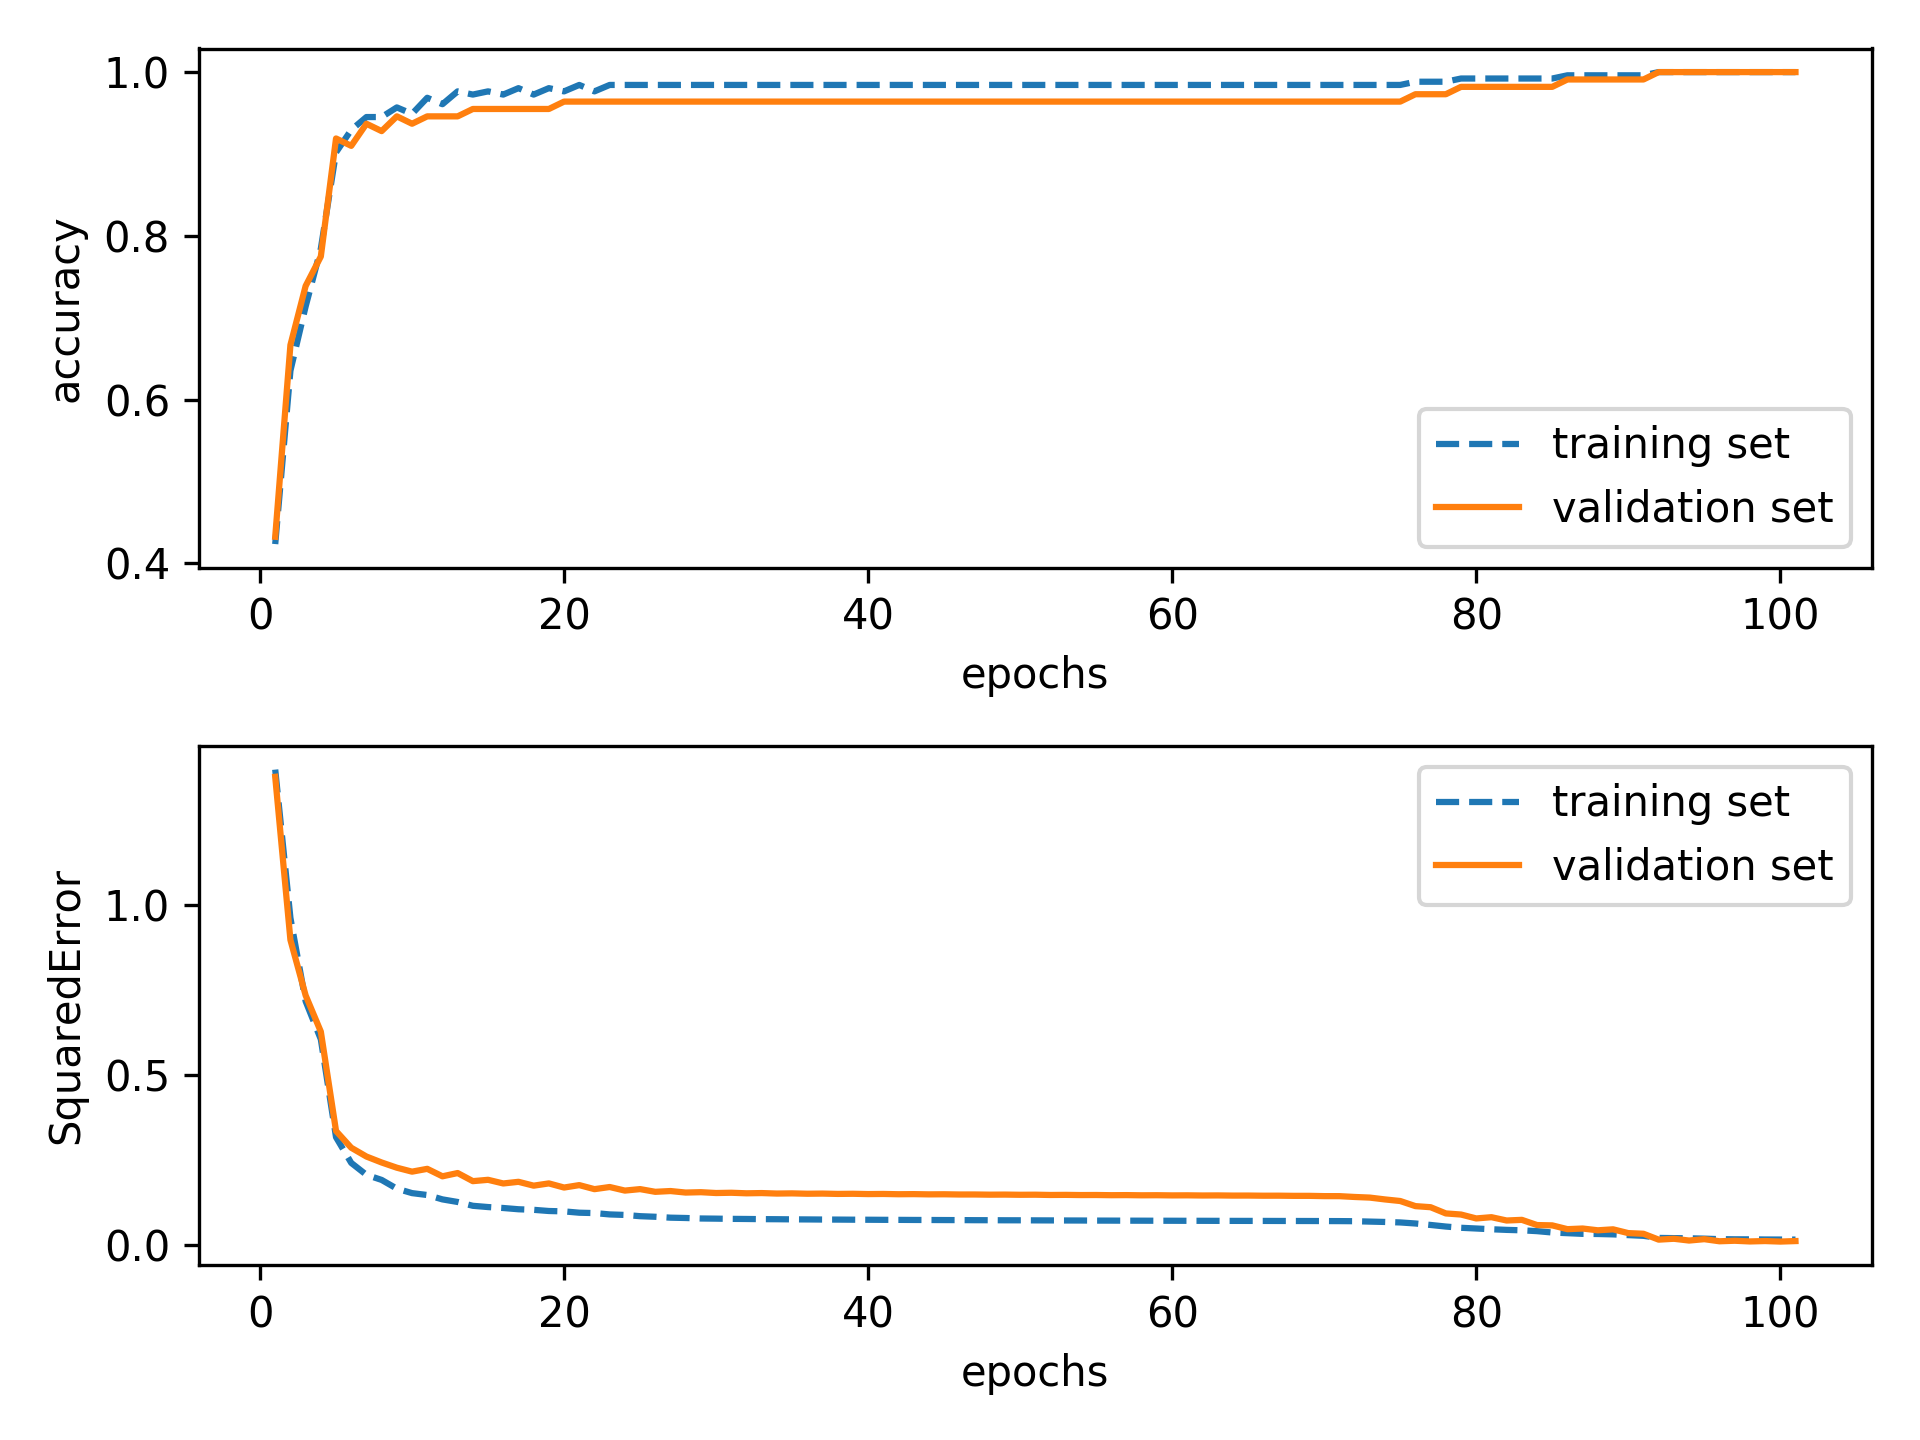 1.0
0.8
0.6
0.4
accuracy
training set
validation set
0 20 40 60 80 100
epochs
training set
validation set
1.0
0.5
0.0
SquaredError
0 20 40 60 80 100
epochs